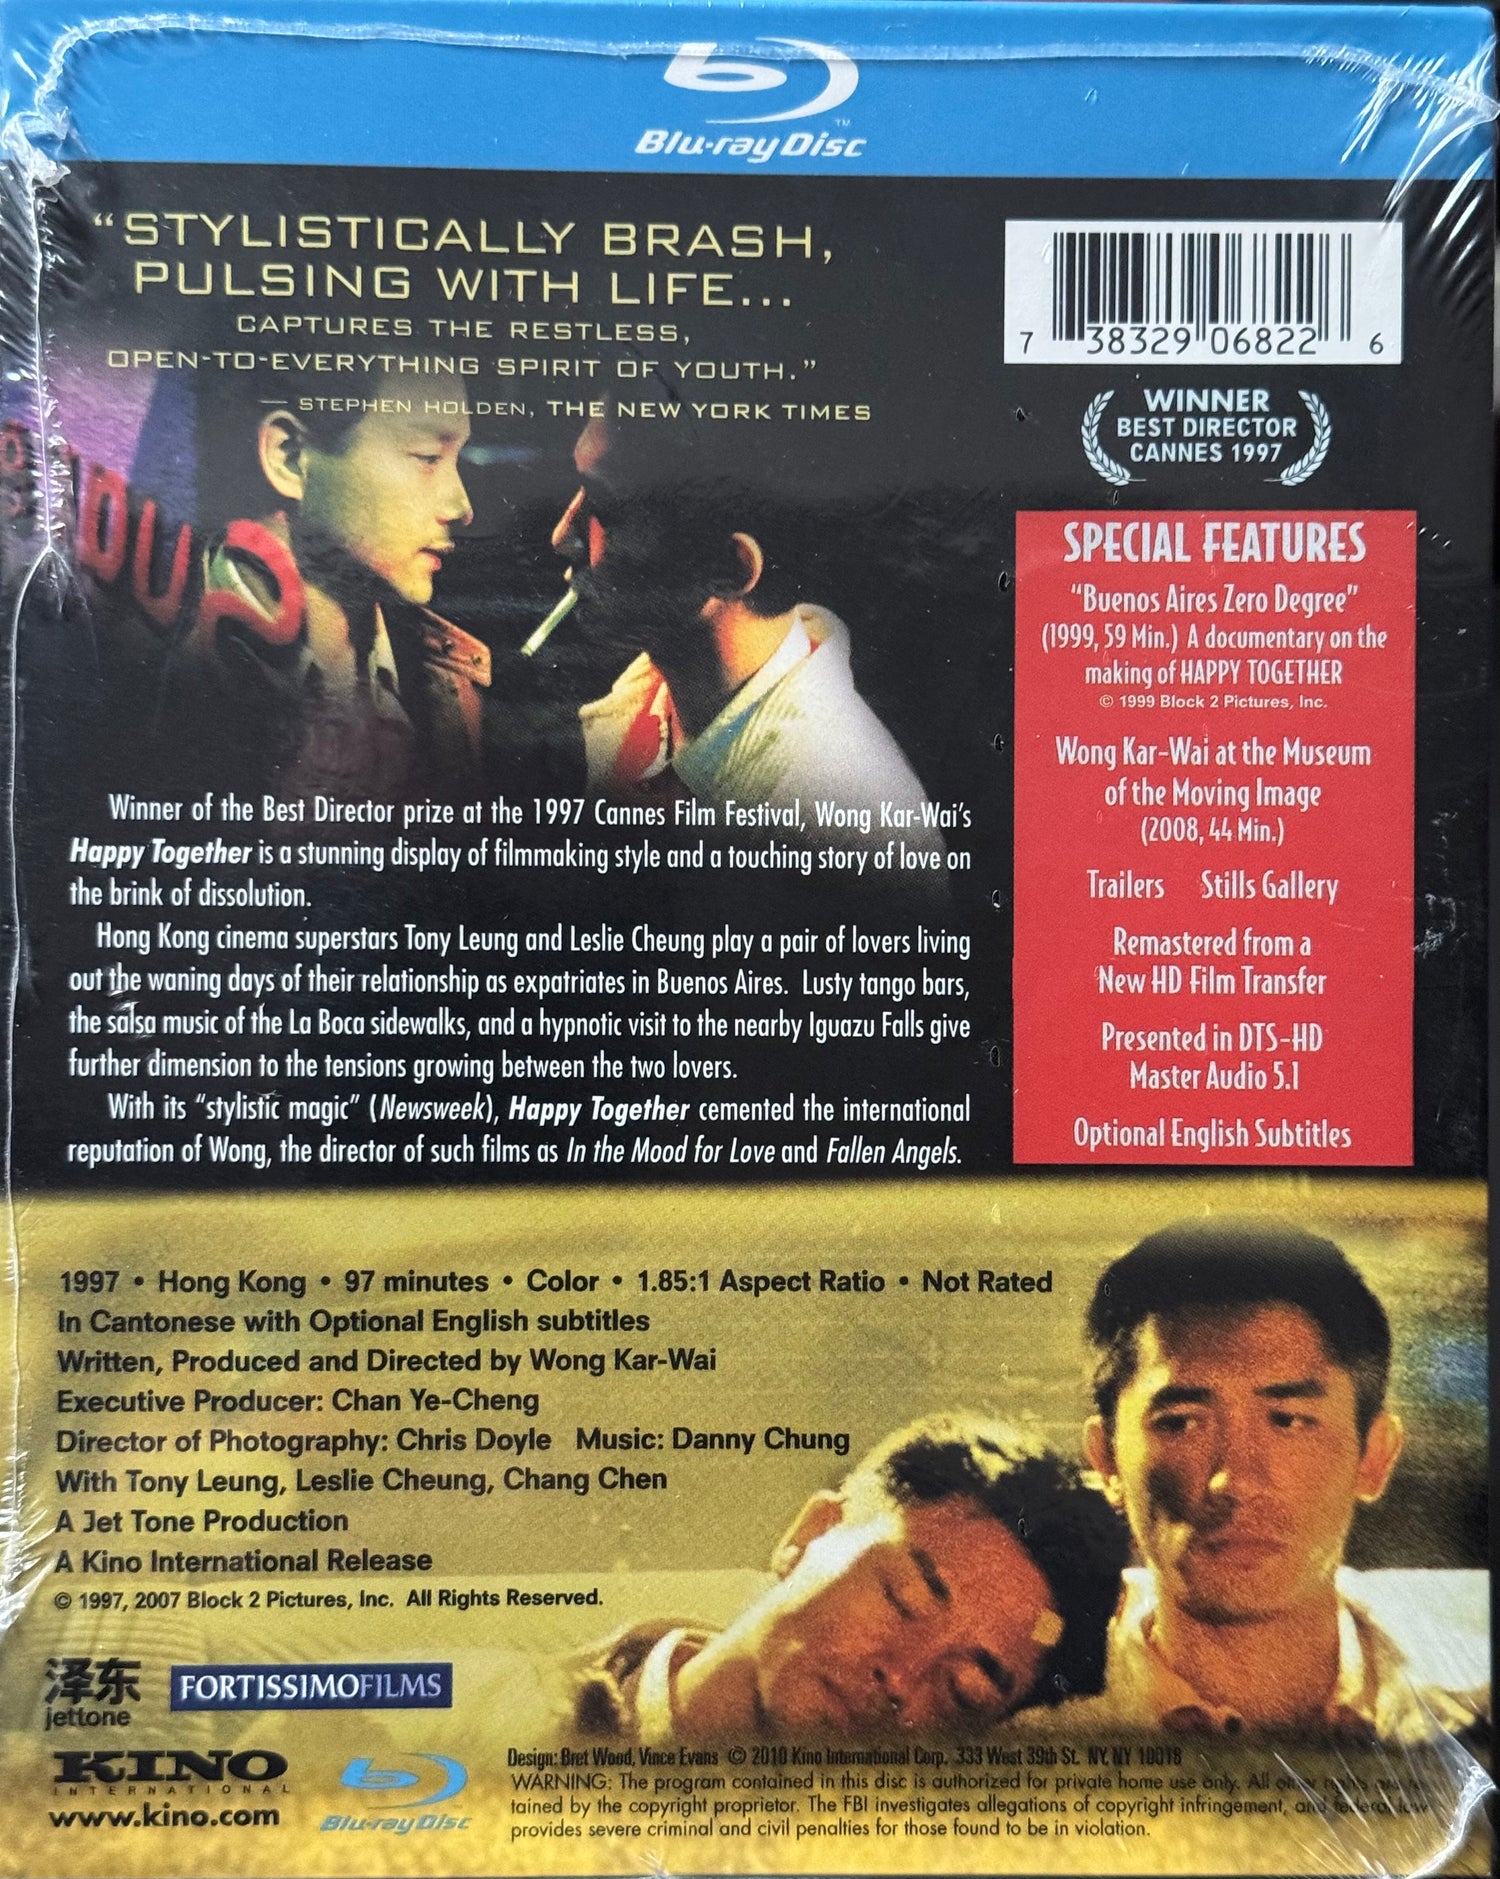 Blu-ray Disc
TM
"STYLISTICALLY BRASH,
PULSING WITH LIFE...
CAPTURES THE RESTLESS,
OPEN-TO-EVERYTHING SPIRIT OF YOUTH."
— STEPHEN HOLDEN, THE NEW YORK TIMES
7 38329 06822 6
WINNER
BEST DIRECTOR
CANNES 1997
SPECIAL FEATURES
"Buenos Aires Zero Degree"
(1999, 59 Min.) A documentary on the
making of HAPPY TOGETHER
© 1999 Block 2 Pictures, Inc.
Wong Kar-Wai at the Museum
of the Moving Image
(2008, 44 Min.)
Trailers Stills Gallery
Remastered from a
New HD Film Transfer
Presented in DTS-HD
Master Audio 5.1
Optional English Subtitles
Winner of the Best Director prize at the 1997 Cannes Film Festival, Wong Kar-Wai's
Happy Together is a stunning display of filmmaking style and a touching story of love on
the brink of dissolution.
Hong Kong cinema superstars Tony Leung and Leslie Cheung play a pair of lovers living
out the waning days of their relationship as expatriates in Buenos Aires. Lusty tango bars,
the salsa music of the La Boca sidewalks, and a hypnotic visit to the nearby Iguazu Falls give
further dimension to the tensions growing between the two lovers.
With its "stylistic magic" (Newsweek), Happy Together cemented the international
reputation of Wong, the director of such films as In the Mood for Love and Fallen Angels.
1997 • Hong Kong • 97 minutes • Color • 1.85:1 Aspect Ratio • Not Rated
In Cantonese with Optional English subtitles
Written, Produced and Directed by Wong Kar-Wai
Executive Producer: Chan Ye-Cheng
Director of Photography: Chris Doyle Music: Danny Chung
With Tony Leung, Leslie Cheung, Chang Chen
A Jet Tone Production
A Kino International Release
© 1997, 2007 Block 2 Pictures, Inc. All Rights Reserved.
泽东
jettone
FORTISSIMOFILMS
KINO
INTERNATIONAL
www.kino.com
Blu-ray Disc
Design: Bret Wood, Vince Evans © 2010 Kino International Corp. 333 West 39th St. NY, NY 10018
WARNING: The program contained in this disc is authorized for private home use only. All other rights are re-
tained by the copyright proprietor. The FBI investigates allegations of copyright infringement, and federal law
provides severe criminal and civil penalties for those found to be in violation.